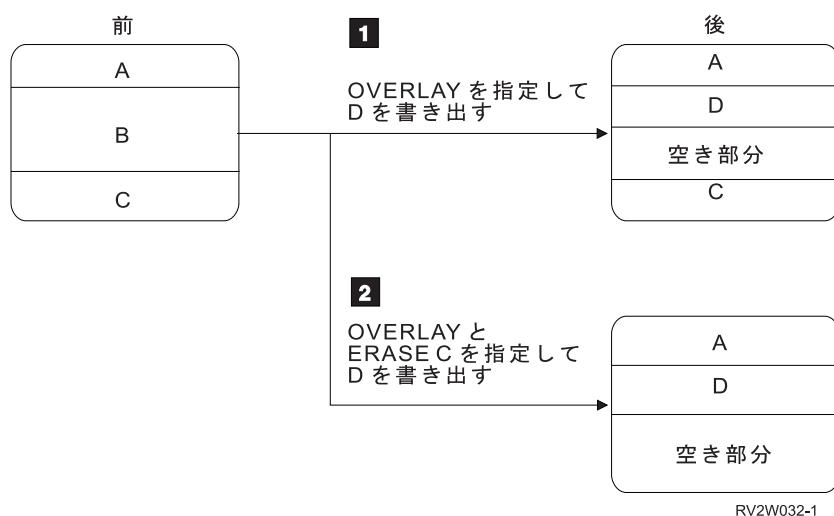 前
A
B
C
1
OVERLAY を指定して
D を書き出す
後
A
D
空き部分
C
2
OVERLAY と
ERASE C を指定して
D を書き出す
A
D
空き部分
RV2W032-1